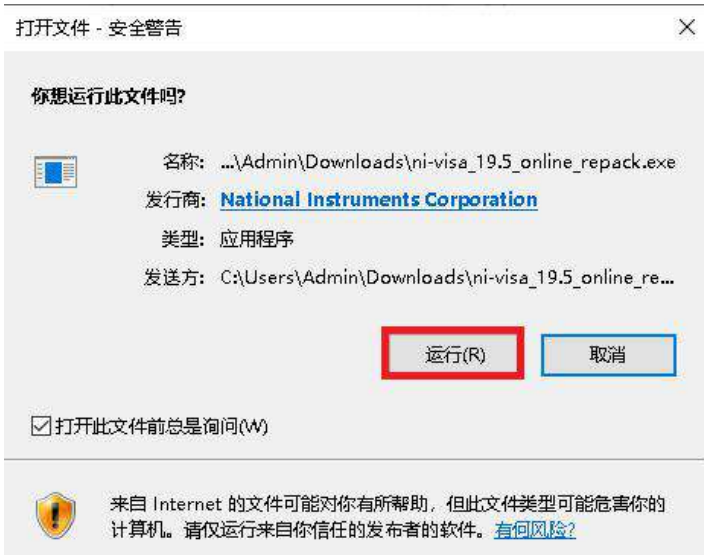 打开文件 - 安全警告
你想运行此文件吗?
名称: ...\Admin\Downloads\ni-visa_19.5_online_repack.exe
发行商: National Instruments Corporation
类型: 应用程序
发送方: C:\Users\Admin\Downloads\ni-visa_19.5_online_re...
运行(R) 取消
打开此文件前总是询问(W)
来自 Internet 的文件可能对你有所帮助，但此文件类型可能危害你的
计算机。请仅运行来自你信任的发布者的软件。有何风险?